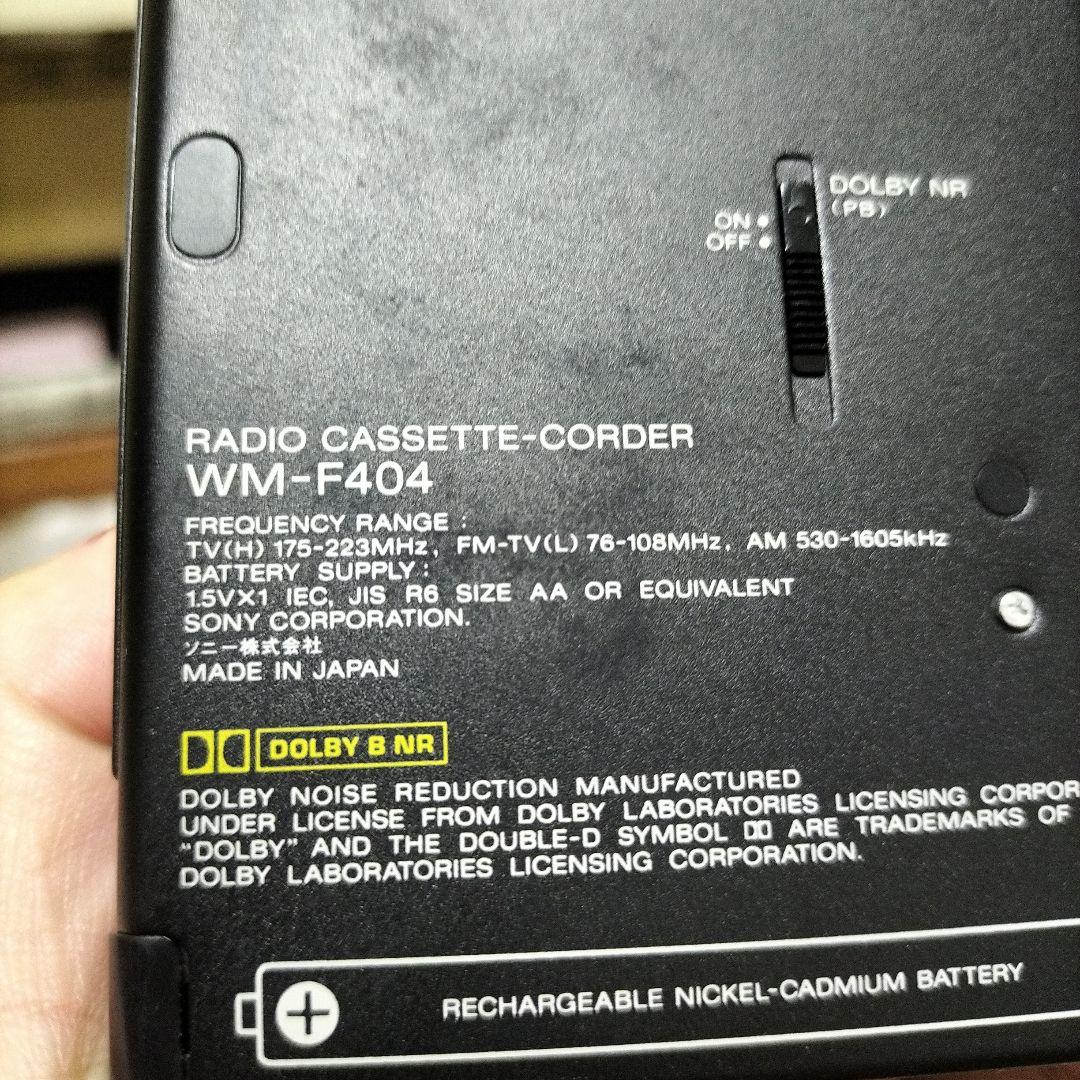 DOLBY NR
(PB)
ON
OFF
RADIO CASSETTE-CORDER
WM-F404
FREQUENCY RANGE :
TV(H) 175-223MHz, FM-TV(L) 76-108MHz, AM 530-1605kHz
BATTERY SUPPLY :
1.5VX1 IEC, JIS R6 SIZE AA OR EQUIVALENT
SONY CORPORATION.
ソニー株式会社
MADE IN JAPAN
DOLBY B NR
DOLBY NOISE REDUCTION MANUFACTURED
UNDER LICENSE FROM DOLBY LABORATORIES LICENSING CORPOR
"DOLBY" AND THE DOUBLE-D SYMBOL ARE TRADEMARKS OF
DOLBY LABORATORIES LICENSING CORPORATION.
+
RECHARGEABLE NICKEL-CADMIUM BATTERY